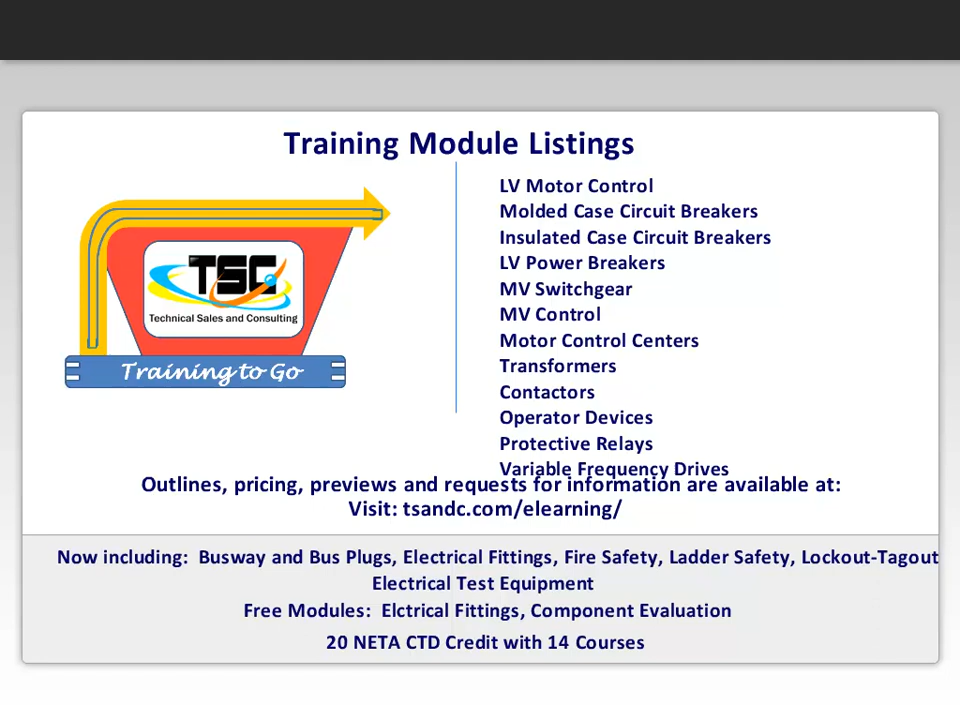 Training Module Listings
TSC
Technical Sales and Consulting
Training to Go
LV Motor Control
Molded Case Circuit Breakers
Insulated Case Circuit Breakers
LV Power Breakers
MV Switchgear
MV Control
Motor Control Centers
Transformers
Contactors
Operator Devices
Protective Relays
Variable Frequency Drives
Outlines, pricing, previews and requests for information are available at:
Visit: tsandc.com/elearning/
Now including:  Busway and Bus Plugs, Electrical Fittings, Fire Safety, Ladder Safety, Lockout-Tagout
Electrical Test Equipment
Free Modules:  Elctrical Fittings, Component Evaluation
20 NETA CTD Credit with 14 Courses